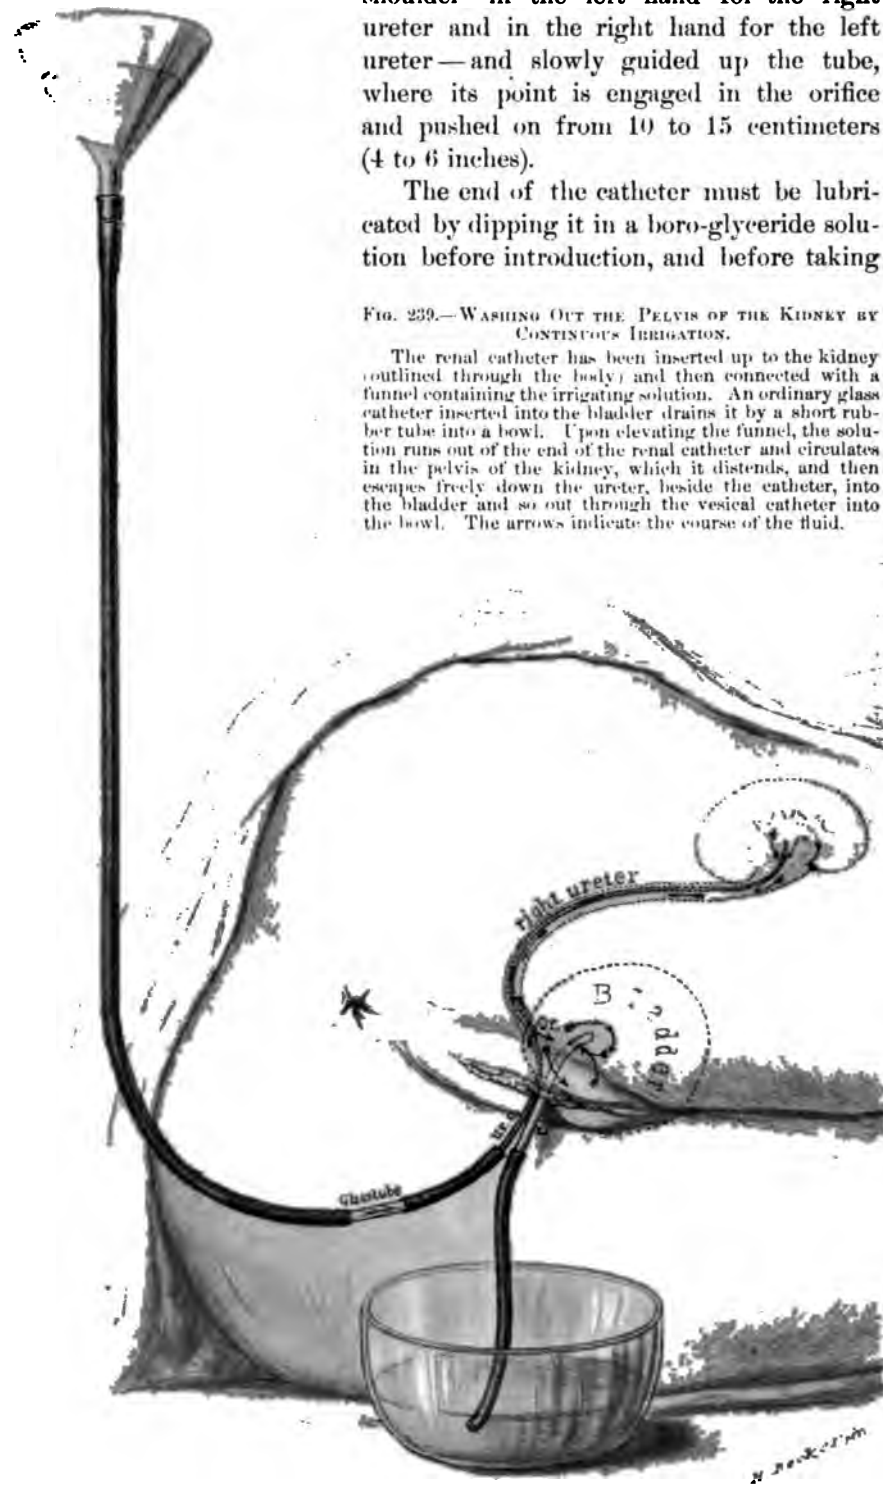 shoulder—in the left hand for the right
ureter and in the right hand for the left
ureter—and slowly guided up the tube,
where its point is engaged in the orifice
and pushed on from 10 to 15 centimeters
(4 to 6 inches).
The end of the catheter must be lubri-
cated by dipping it in a boro-glyceride solu-
tion before introduction, and before taking
Fig. 239.—Washing Out the Pelvis of the Kidney by
Continuous Irrigation.
The renal catheter has been inserted up to the kidney
(outlined through the body) and then connected with a
funnel containing the irrigating solution. An ordinary glass
catheter inserted into the bladder drains it by a short rub-
ber tube into a bowl. Upon elevating the funnel, the solu-
tion runs out of the end of the renal catheter and circulates
in the pelvis of the kidney, which it distends, and then
escapes freely down the ureter, beside the catheter, into
the bladder and so out through the vesical catheter into
the bowl. The arrows indicate the course of the fluid.
right ureter
Bladder
ur. c
Glasstube